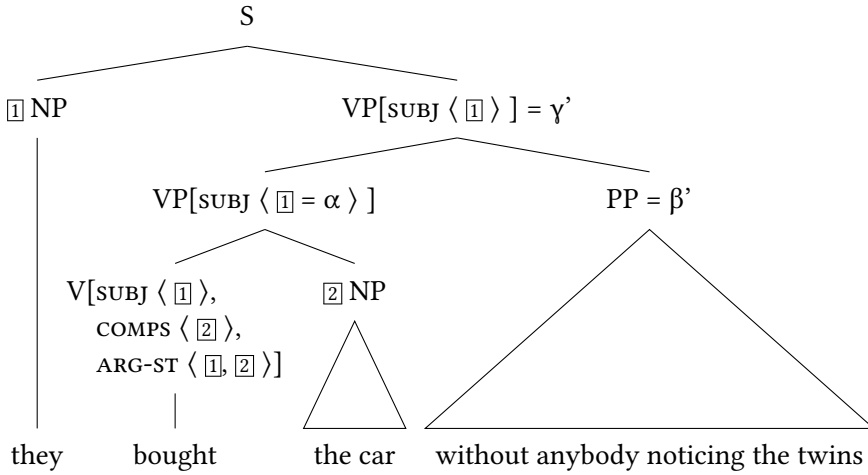 S
1 NP VP[SUBJ ⟨ 1 ⟩ ] = γ’
VP[SUBJ ⟨ 1 = α ⟩ ] PP = β’
V[SUBJ ⟨ 1 ⟩, 2 NP
COMPS ⟨ 2 ⟩,
ARG-ST ⟨ 1, 2 ⟩]
they bought the car without anybody noticing the twins